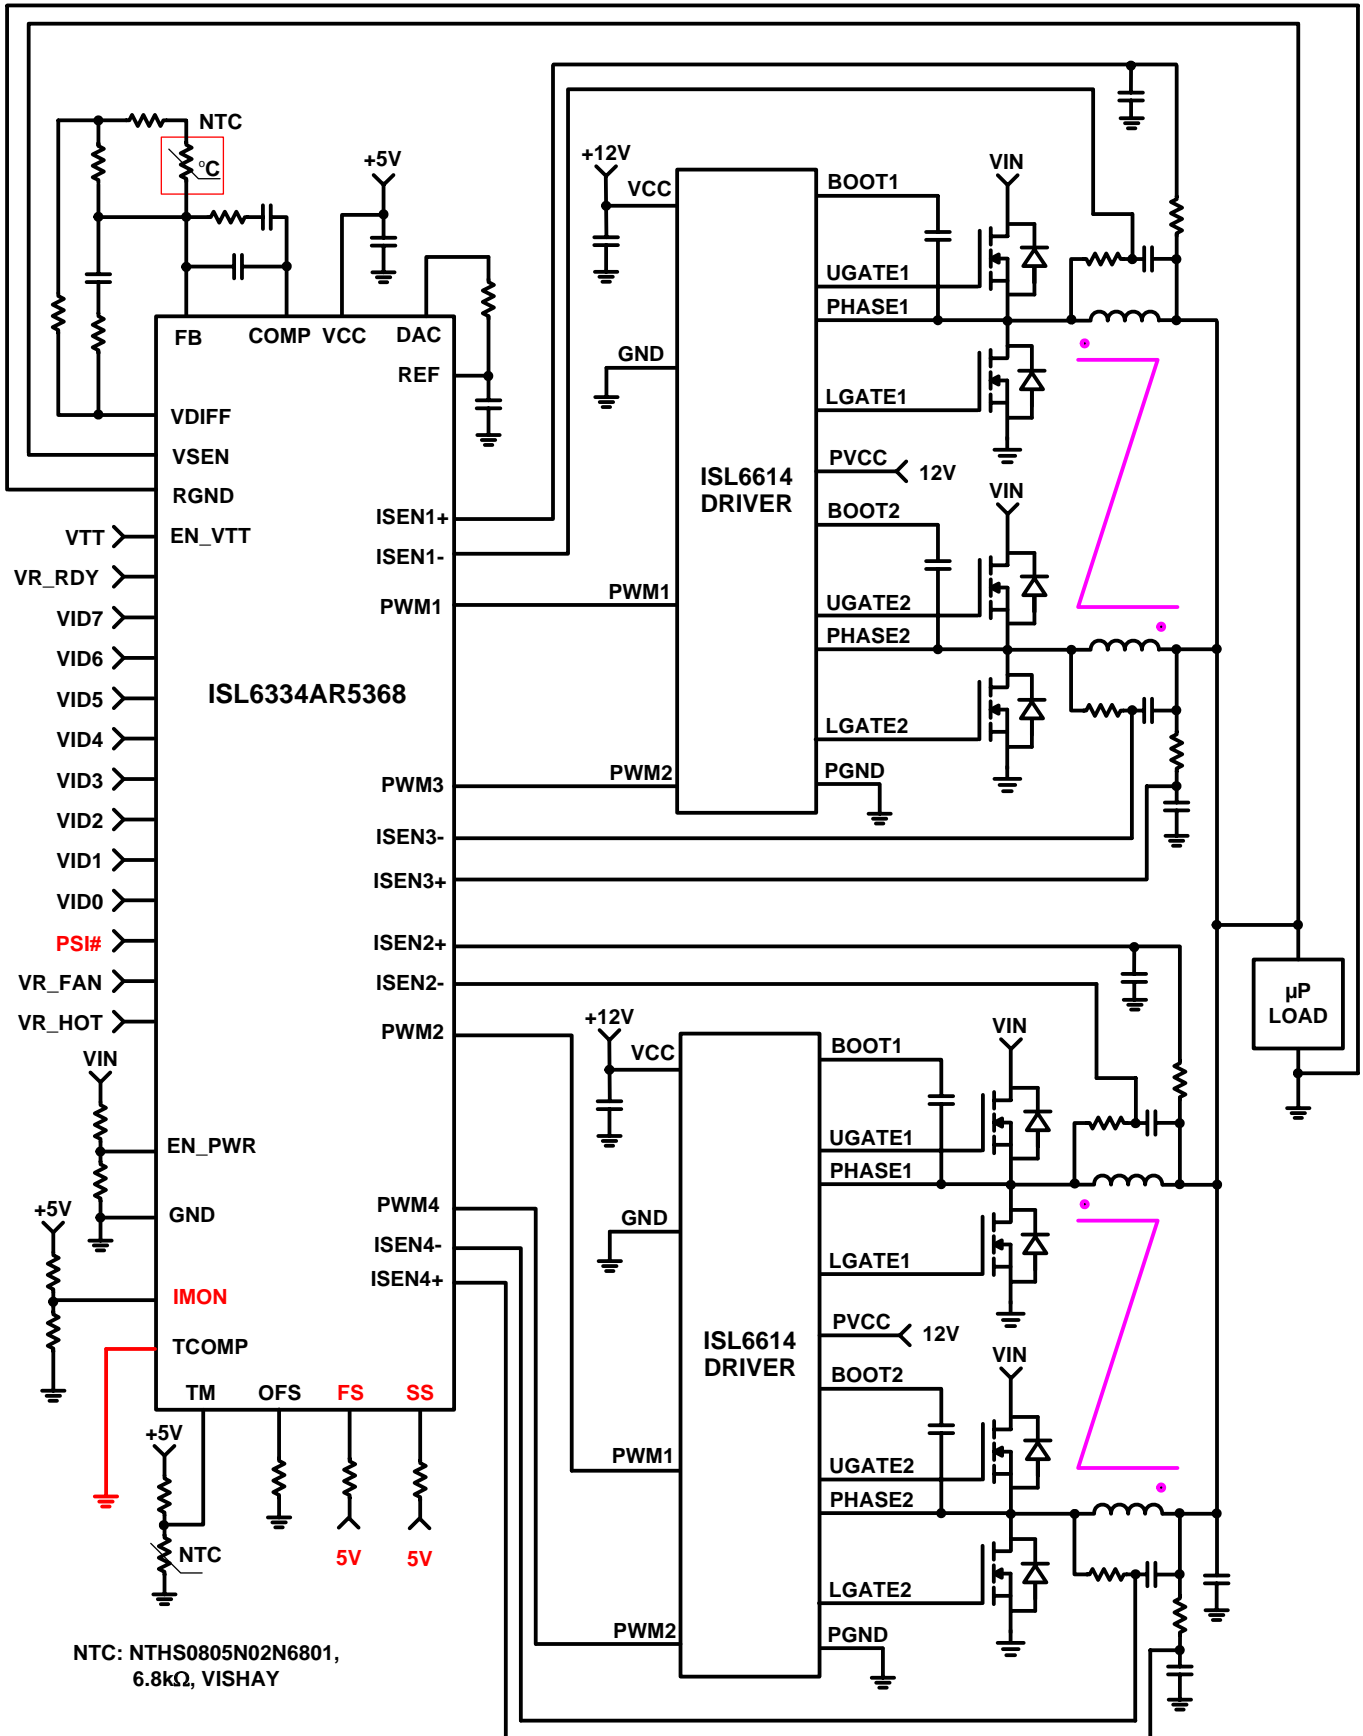 NTC
°C
+5V
FB
COMP
VCC
DAC
REF
VDIFF
VSEN
RGND
VTT
EN_VTT
VR_RDY
VID7
VID6
VID5
VID4
VID3
VID2
VID1
VID0
PSI#
VR_FAN
VR_HOT
VIN
EN_PWR
GND
+5V
IMON
TCOMP
TM
OFS
FS
SS
+5V
NTC
5V
5V
ISL6334AR5368
ISEN1+
ISEN1-
PWM1
PWM3
ISEN3-
ISEN3+
ISEN2+
ISEN2-
PWM2
PWM4
ISEN4-
ISEN4+
+12V
VCC
GND
PWM1
PWM2
ISL6614
DRIVER
BOOT1
UGATE1
PHASE1
LGATE1
PVCC
12V
BOOT2
UGATE2
PHASE2
LGATE2
PGND
VIN
VIN
+12V
VCC
GND
PWM1
PWM2
ISL6614
DRIVER
BOOT1
UGATE1
PHASE1
LGATE1
PVCC
12V
BOOT2
UGATE2
PHASE2
LGATE2
PGND
VIN
VIN
µP
LOAD
NTC: NTHS0805N02N6801,
6.8kΩ, VISHAY